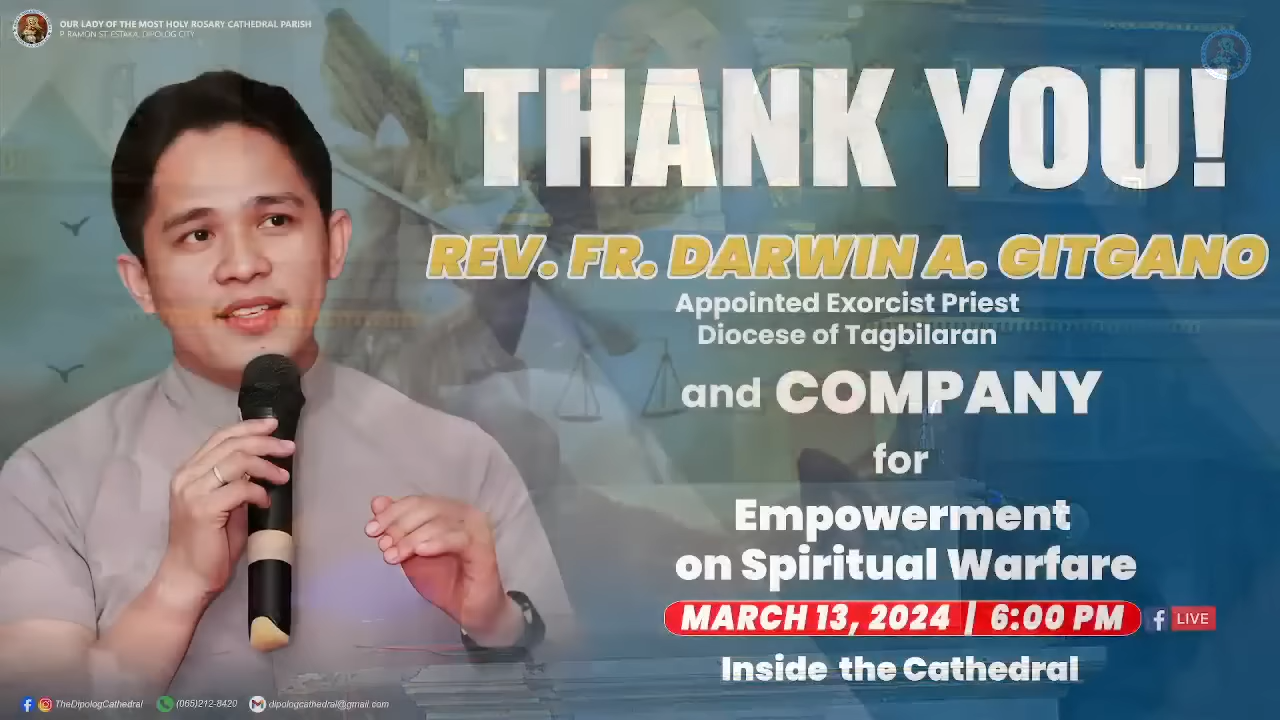 OUR LADY OF THE MOST HOLY ROSARY CATHEDRAL PARISH
P. RAMON ST. ESTAKA, DIPOLOG CITY
THANK YOU!
REV. FR. DARWIN A. GITGANO
Appointed Exorcist Priest
Diocese of Tagbilaran
and COMPANY
for
Empowerment
on Spiritual Warfare
MARCH 13, 2024 | 6:00 PM
LIVE
Inside the Cathedral
TheDipologCathedral (065)212-8420 dipologcathedral@gmail.com